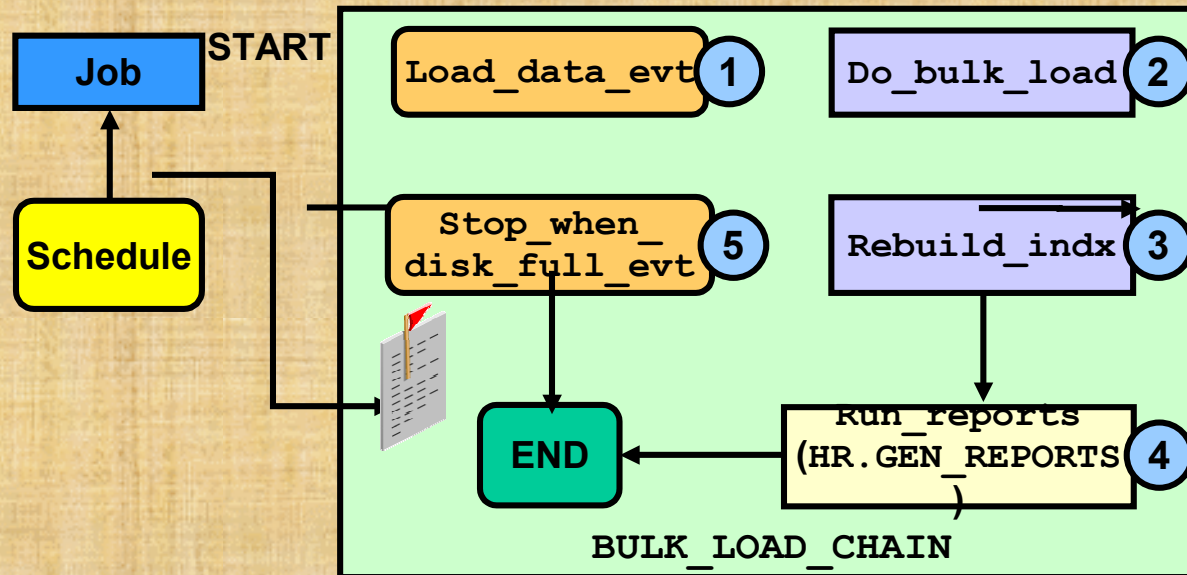 START
Job
Load_data_evt
1
Do_bulk_load
2
Schedule
Stop_when_
disk_full_evt
5
Rebuild_indx
3
Run_reports
(HR.GEN_REPORTS
)
4
END
BULK_LOAD_CHAIN